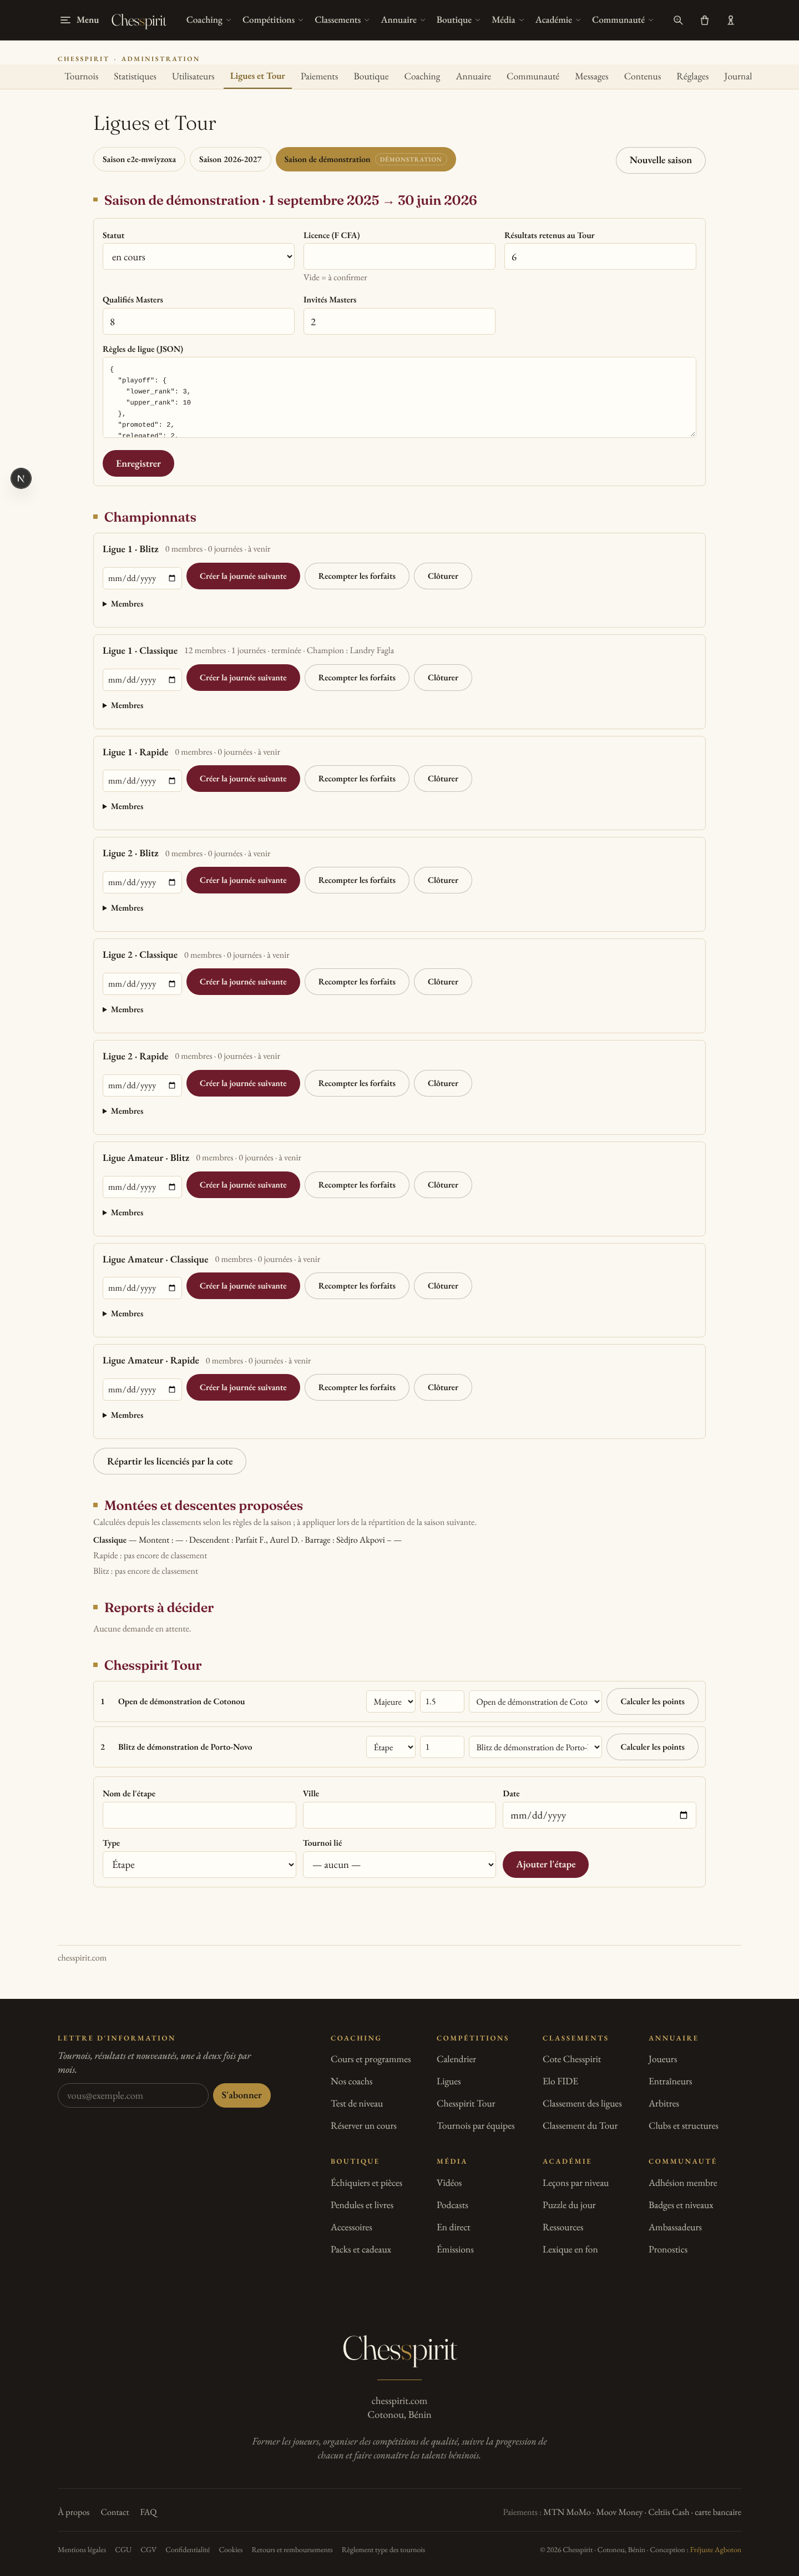 Menu Chesspirit Coaching Compétitions Classements Annuaire Boutique Média Académie Communauté
CHESSPIRIT · ADMINISTRATION
Tournois Statistiques Utilisateurs Ligues et Tour Paiements Boutique Coaching Annuaire Communauté Messages Contenus Réglages Journal
Ligues et Tour
Saison e2e-mwiyzoxa Saison 2026-2027 Saison de démonstration DÉMONSTRATION Nouvelle saison
Saison de démonstration · 1 septembre 2025 → 30 juin 2026
Statut Licence (F CFA) Résultats retenus au Tour
en cours 6
Vide = à confirmer
Qualifiés Masters Invités Masters
8 2
Règles de ligue (JSON)
{
"playoff": {
"lower_rank": 3,
"upper_rank": 10
},
"promoted": 2,
"relegated": 2,
Enregistrer
N
Championnats
Ligue 1 · Blitz 0 membres · 0 journées · à venir
mm/dd/yyyy Créer la journée suivante Recompter les forfaits Clôturer
Membres
Ligue 1 · Classique 12 membres · 1 journées · terminée · Champion : Landry Fagla
mm/dd/yyyy Créer la journée suivante Recompter les forfaits Clôturer
Membres
Ligue 1 · Rapide 0 membres · 0 journées · à venir
mm/dd/yyyy Créer la journée suivante Recompter les forfaits Clôturer
Membres
Ligue 2 · Blitz 0 membres · 0 journées · à venir
mm/dd/yyyy Créer la journée suivante Recompter les forfaits Clôturer
Membres
Ligue 2 · Classique 0 membres · 0 journées · à venir
mm/dd/yyyy Créer la journée suivante Recompter les forfaits Clôturer
Membres
Ligue 2 · Rapide 0 membres · 0 journées · à venir
mm/dd/yyyy Créer la journée suivante Recompter les forfaits Clôturer
Membres
Ligue Amateur · Blitz 0 membres · 0 journées · à venir
mm/dd/yyyy Créer la journée suivante Recompter les forfaits Clôturer
Membres
Ligue Amateur · Classique 0 membres · 0 journées · à venir
mm/dd/yyyy Créer la journée suivante Recompter les forfaits Clôturer
Membres
Ligue Amateur · Rapide 0 membres · 0 journées · à venir
mm/dd/yyyy Créer la journée suivante Recompter les forfaits Clôturer
Membres
Répartir les licenciés par la cote
Montées et descentes proposées
Calculées depuis les classements selon les règles de la saison ; à appliquer lors de la répartition de la saison suivante.
Classique — Montent : — · Descendent : Parfait F., Aurel D. · Barrage : Sèdjro Akpovi – —
Rapide : pas encore de classement
Blitz : pas encore de classement
Reports à décider
Aucune demande en attente.
Chesspirit Tour
1 Open de démonstration de Cotonou Majeure 1.5 Open de démonstration de Coto Calculer les points
2 Blitz de démonstration de Porto-Novo Étape 1 Blitz de démonstration de Porto- Calculer les points
Nom de l'étape Ville Date
mm/dd/yyyy
Type Tournoi lié
Étape — aucun — Ajouter l'étape
chesspirit.com
LETTRE D'INFORMATION
Tournois, résultats et nouveautés, une à deux fois par
mois.
vous@exemple.com S'abonner
COACHING COMPÉTITIONS CLASSEMENTS ANNUAIRE
Cours et programmes Calendrier Cote Chesspirit Joueurs
Nos coachs Ligues Elo FIDE Entraîneurs
Test de niveau Chesspirit Tour Classement des ligues Arbitres
Réserver un cours Tournois par équipes Classement du Tour Clubs et structures
BOUTIQUE MÉDIA ACADÉMIE COMMUNAUTÉ
Échiquiers et pièces Vidéos Leçons par niveau Adhésion membre
Pendules et livres Podcasts Puzzle du jour Badges et niveaux
Accessoires En direct Ressources Ambassadeurs
Packs et cadeaux Émissions Lexique en fon Pronostics
Chesspirit
chesspirit.com
Cotonou, Bénin
Former les joueurs, organiser des compétitions de qualité, suivre la progression de
chacun et faire connaître les talents béninois.
À propos Contact FAQ Paiements : MTN MoMo · Moov Money · Celtiis Cash · carte bancaire
Mentions légales CGU CGV Confidentialité Cookies Retours et remboursements Règlement type des tournois © 2026 Chesspirit · Cotonou, Bénin · Conception : Fréjuste Agboton